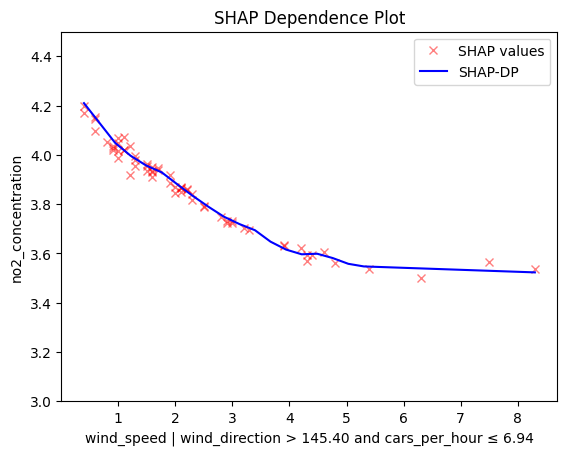 SHAP Dependence Plot
4.4
4.2
4.0
3.8
3.6
3.4
3.2
3.0
no2_concentration
SHAP values
SHAP-DP
1 2 3 4 5 6 7 8
wind_speed | wind_direction > 145.40 and cars_per_hour ≤ 6.94